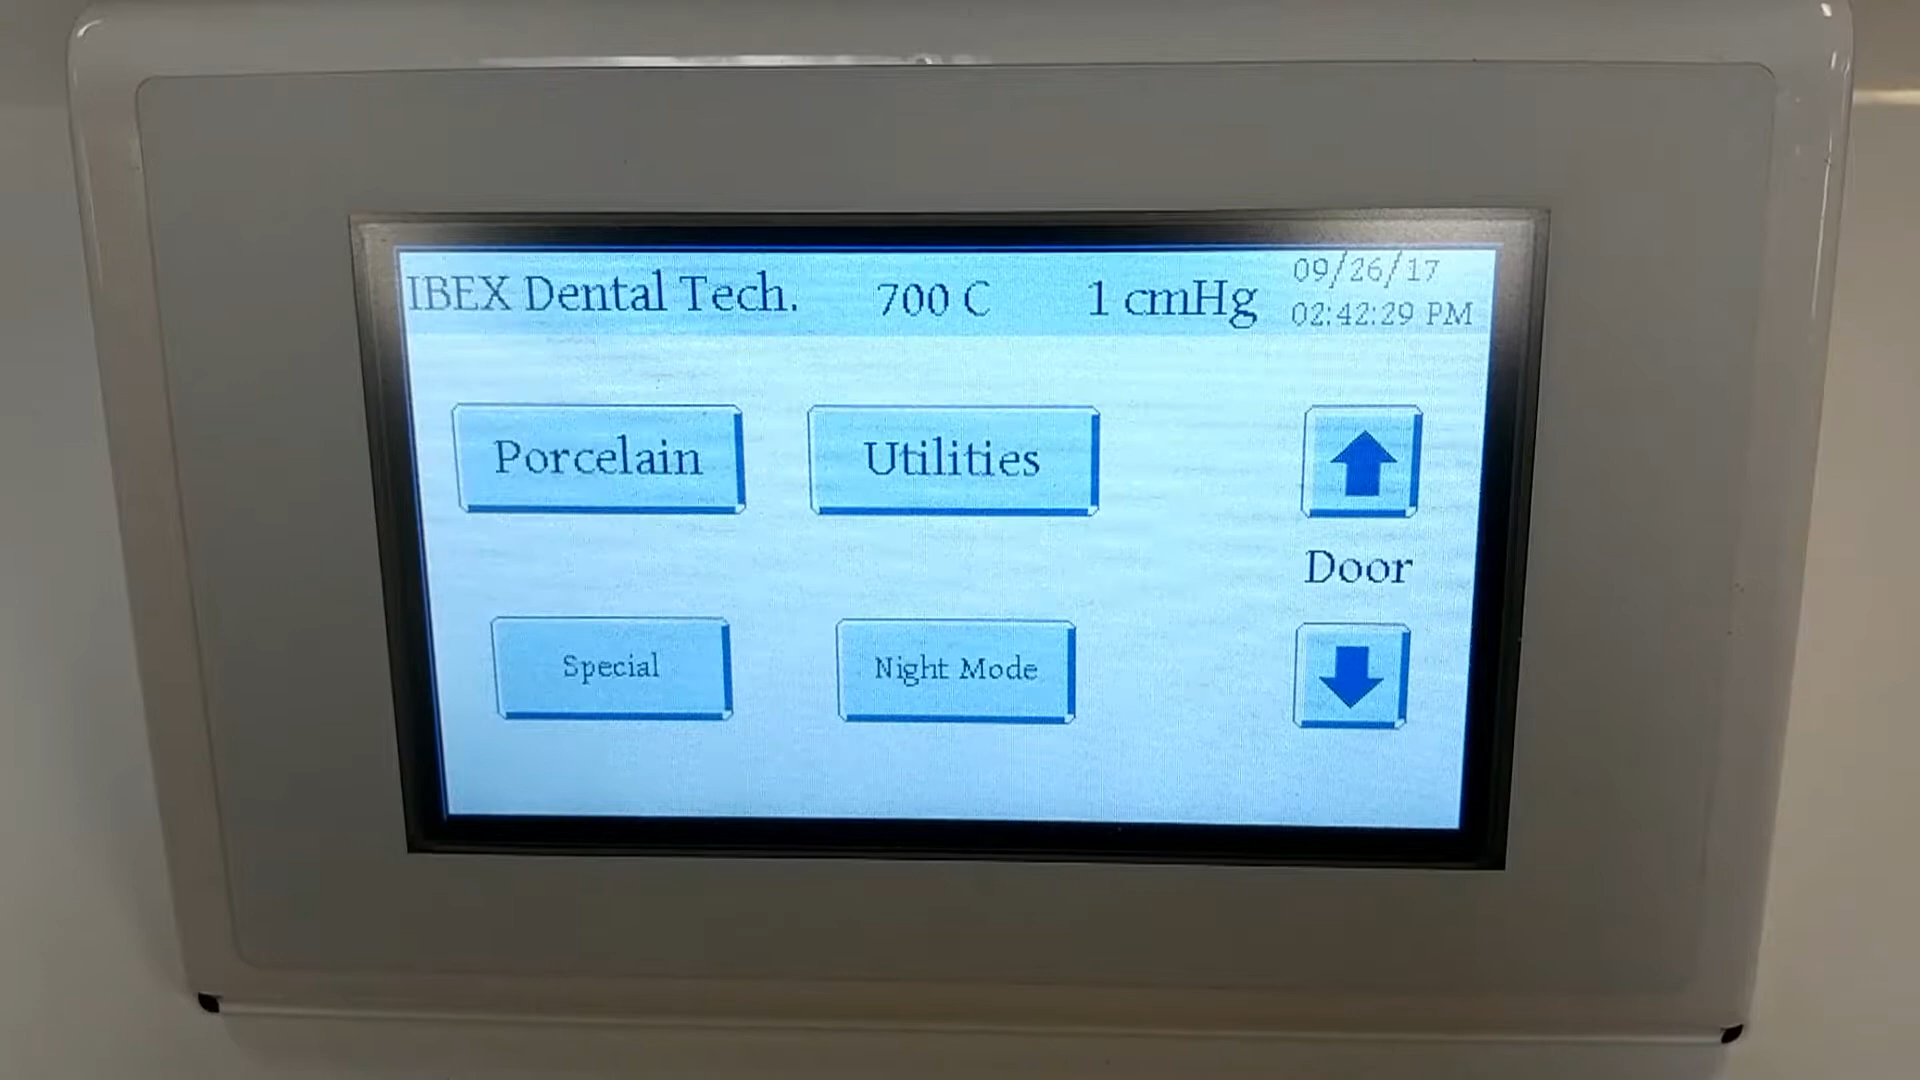 IBEX Dental Tech. 700 C 1 cmHg 09/26/17
02:42:29 PM
Porcelain Utilities
Door
Special Night Mode